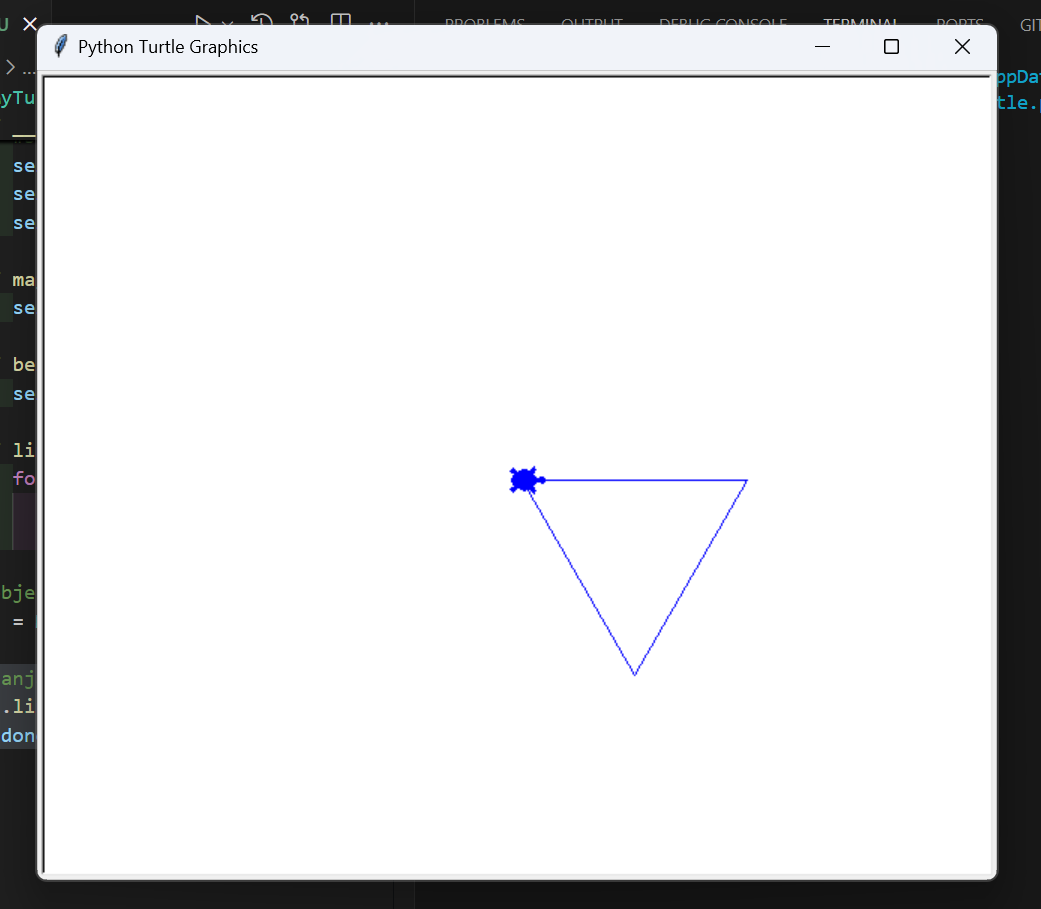 PROBLEMS OUTPUT DEBUG CONSOLE TERMINAL PORTS GIT
Python Turtle Graphics
...
ppDa
yTu
tle.p
se
se
se
ma
se
be
se
li
fo
bje
=
anj
.li
don